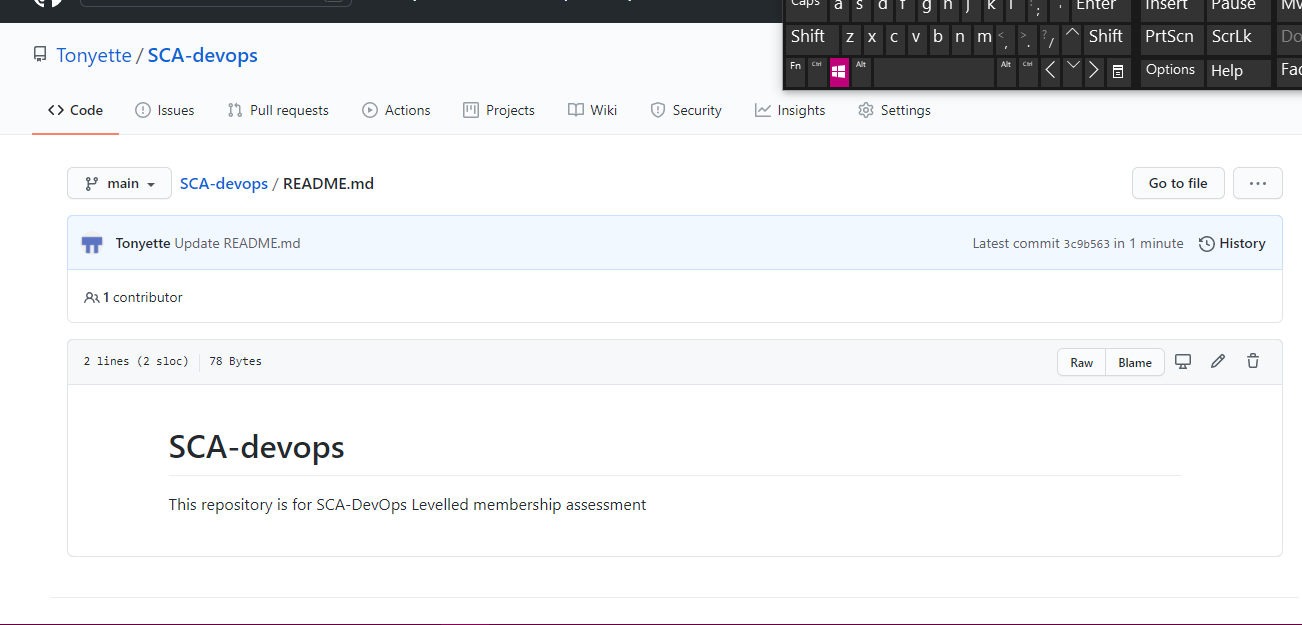 Caps a s d f g h j k l : ; ' Enter Insert Pause Mv
Shift z x c v b n m < , > . ? / Shift PrtScn ScrLk Do
Fn Ctrl Alt Alt Ctrl Options Help Fad
Tonyette / SCA-devops
Code Issues Pull requests Actions Projects Wiki Security Insights Settings
main SCA-devops / README.md Go to file ...
Tonyette Update README.md Latest commit 3c9b563 in 1 minute History
1 contributor
2 lines (2 sloc) 78 Bytes Raw Blame
SCA-devops
This repository is for SCA-DevOps Levelled membership assessment